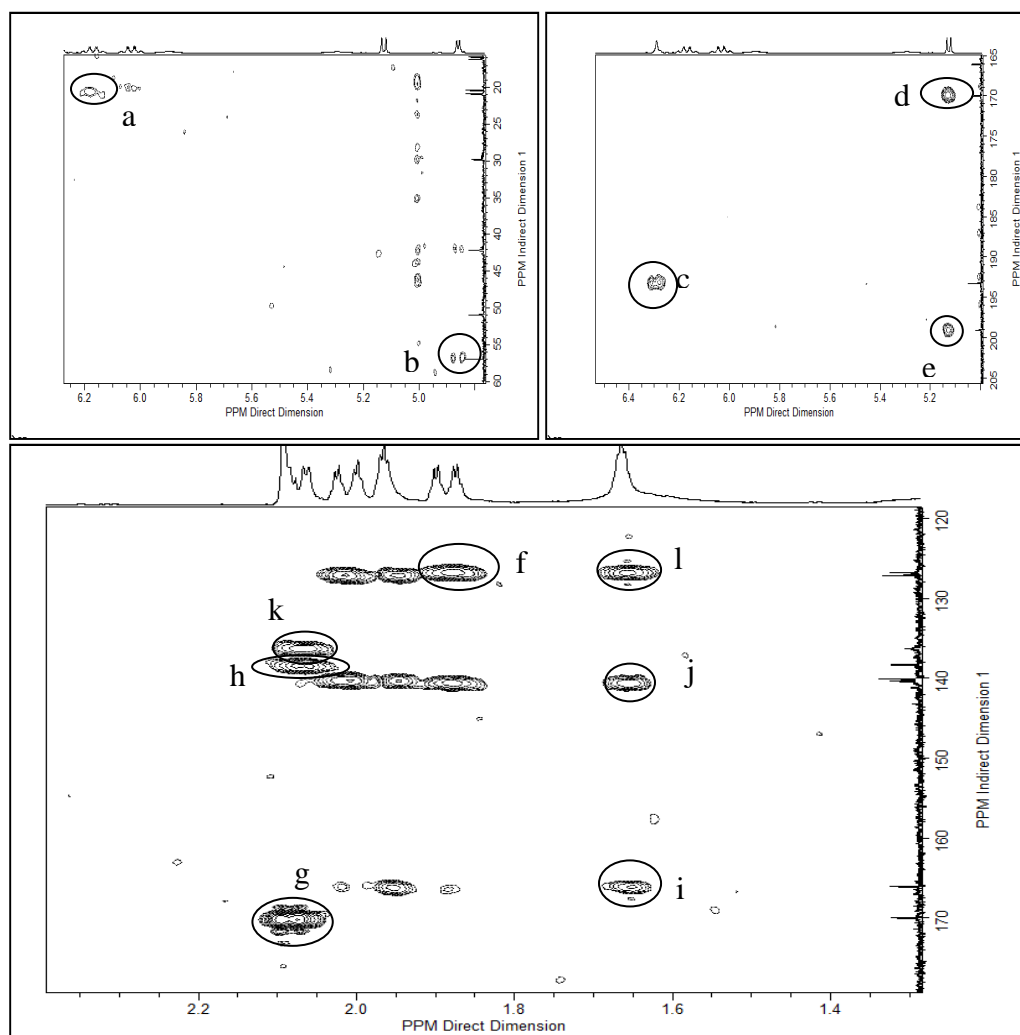 20
25
30
35
40
45
50
55
60
PPM Indirect Dimension 1
a
b
6.2 6.0 5.8 5.6 5.4 5.2 5.0
PPM Direct Dimension
165
170
175
180
185
190
195
200
205
PPM Indirect Dimension 1
d
c
e
6.4 6.2 6.0 5.8 5.6 5.4 5.2
PPM Direct Dimension
120
130
140
150
160
170
PPM Indirect Dimension 1
f
l
k
h
j
g
i
2.2 2.0 1.8 1.6 1.4
PPM Direct Dimension